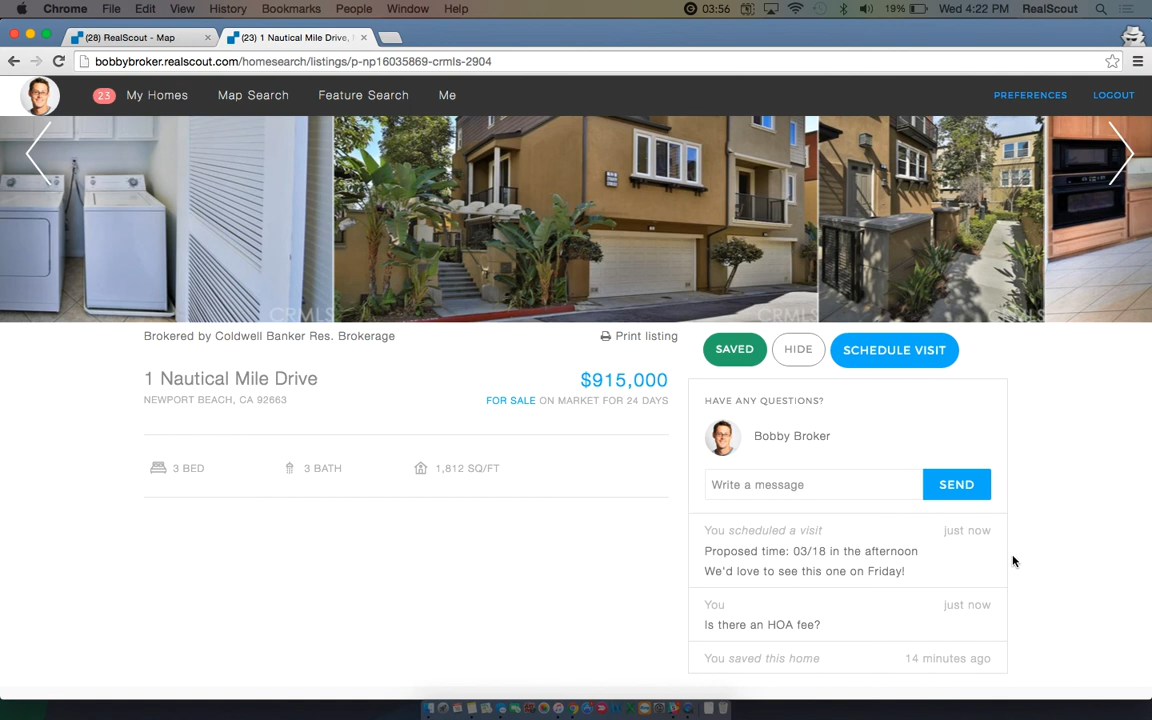 Chrome File Edit View History Bookmarks People Window Help 03:56 19% Wed 4:22 PM RealScout
(28) RealScout - Map × (23) 1 Nautical Mile Drive, ×
bobbybroker.realscout.com/homesearch/listings/p-np16035869-crmls-2904
23 My Homes Map Search Feature Search Me PREFERENCES LOGOUT
CRMLS CRMLS
Brokered by Coldwell Banker Res. Brokerage Print listing
SAVED HIDE SCHEDULE VISIT
1 Nautical Mile Drive $915,000
NEWPORT BEACH, CA 92663 FOR SALE ON MARKET FOR 24 DAYS
3 BED 3 BATH 1,812 SQ/FT
HAVE ANY QUESTIONS?
Bobby Broker
Write a message SEND
You scheduled a visit just now
Proposed time: 03/18 in the afternoon
We'd love to see this one on Friday!
You just now
Is there an HOA fee?
You saved this home 14 minutes ago